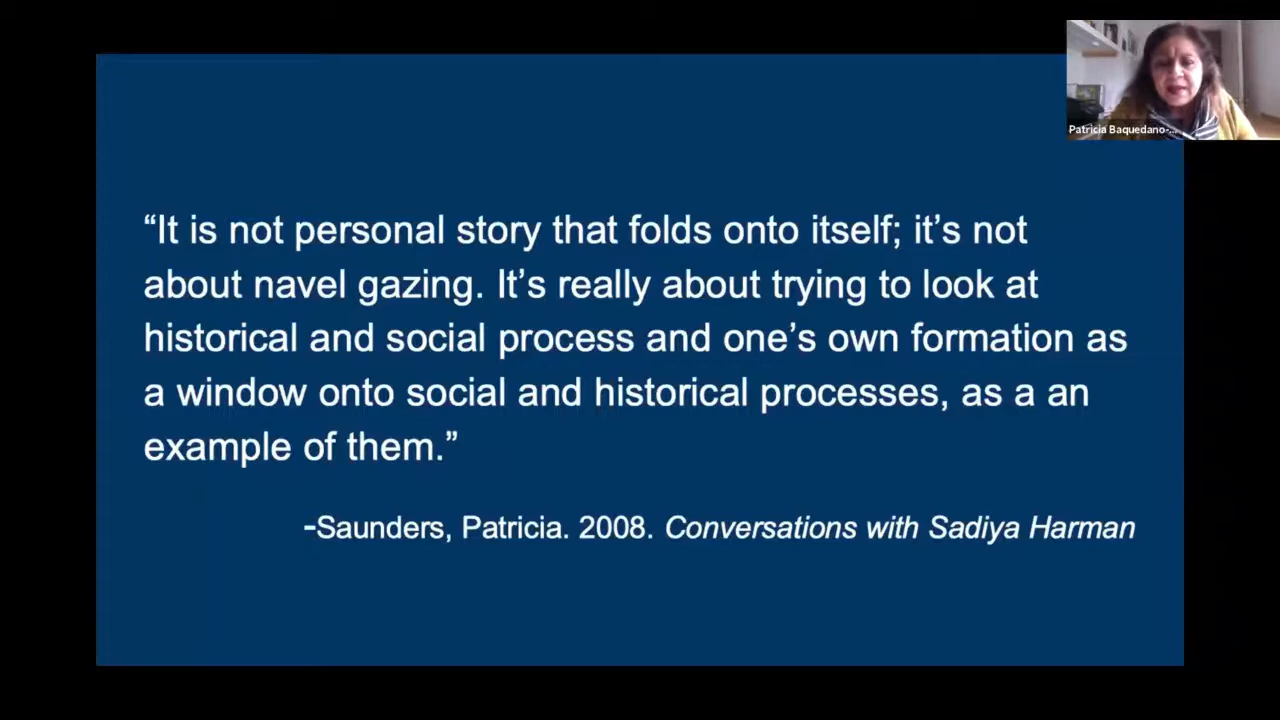 Patricia Baquedano-...
“It is not personal story that folds onto itself; it’s not
about navel gazing. It’s really about trying to look at
historical and social process and one’s own formation as
a window onto social and historical processes, as a an
example of them.”
-Saunders, Patricia. 2008. Conversations with Sadiya Harman